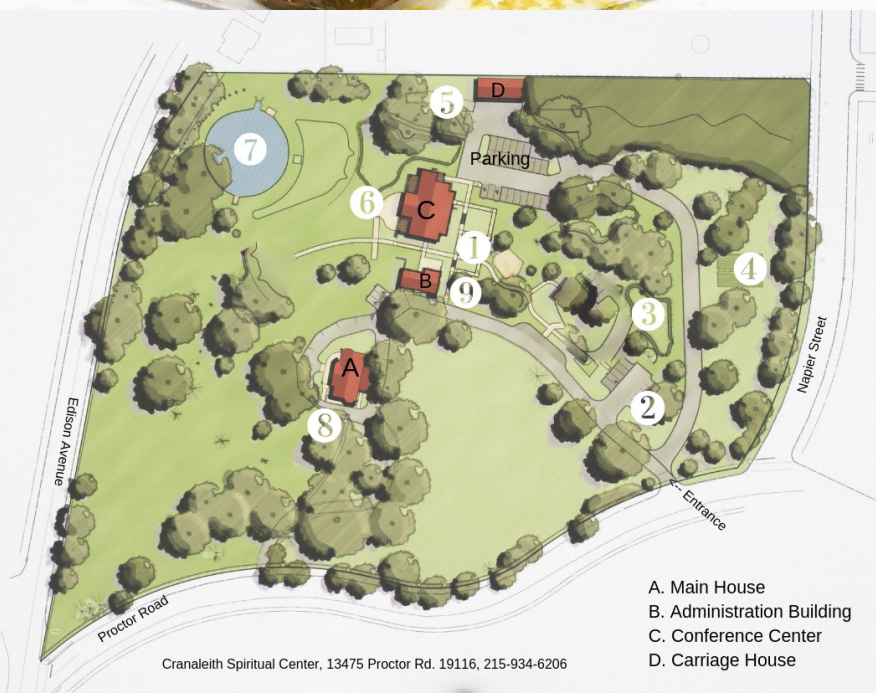 D
5
Parking
7
C
6
1
4
B
9
3
A
2
8
Edison Avenue
Napier Street
<-- Entrance
Proctor Road
A. Main House
B. Administration Building
C. Conference Center
D. Carriage House
Cranaleith Spiritual Center, 13475 Proctor Rd. 19116, 215-934-6206